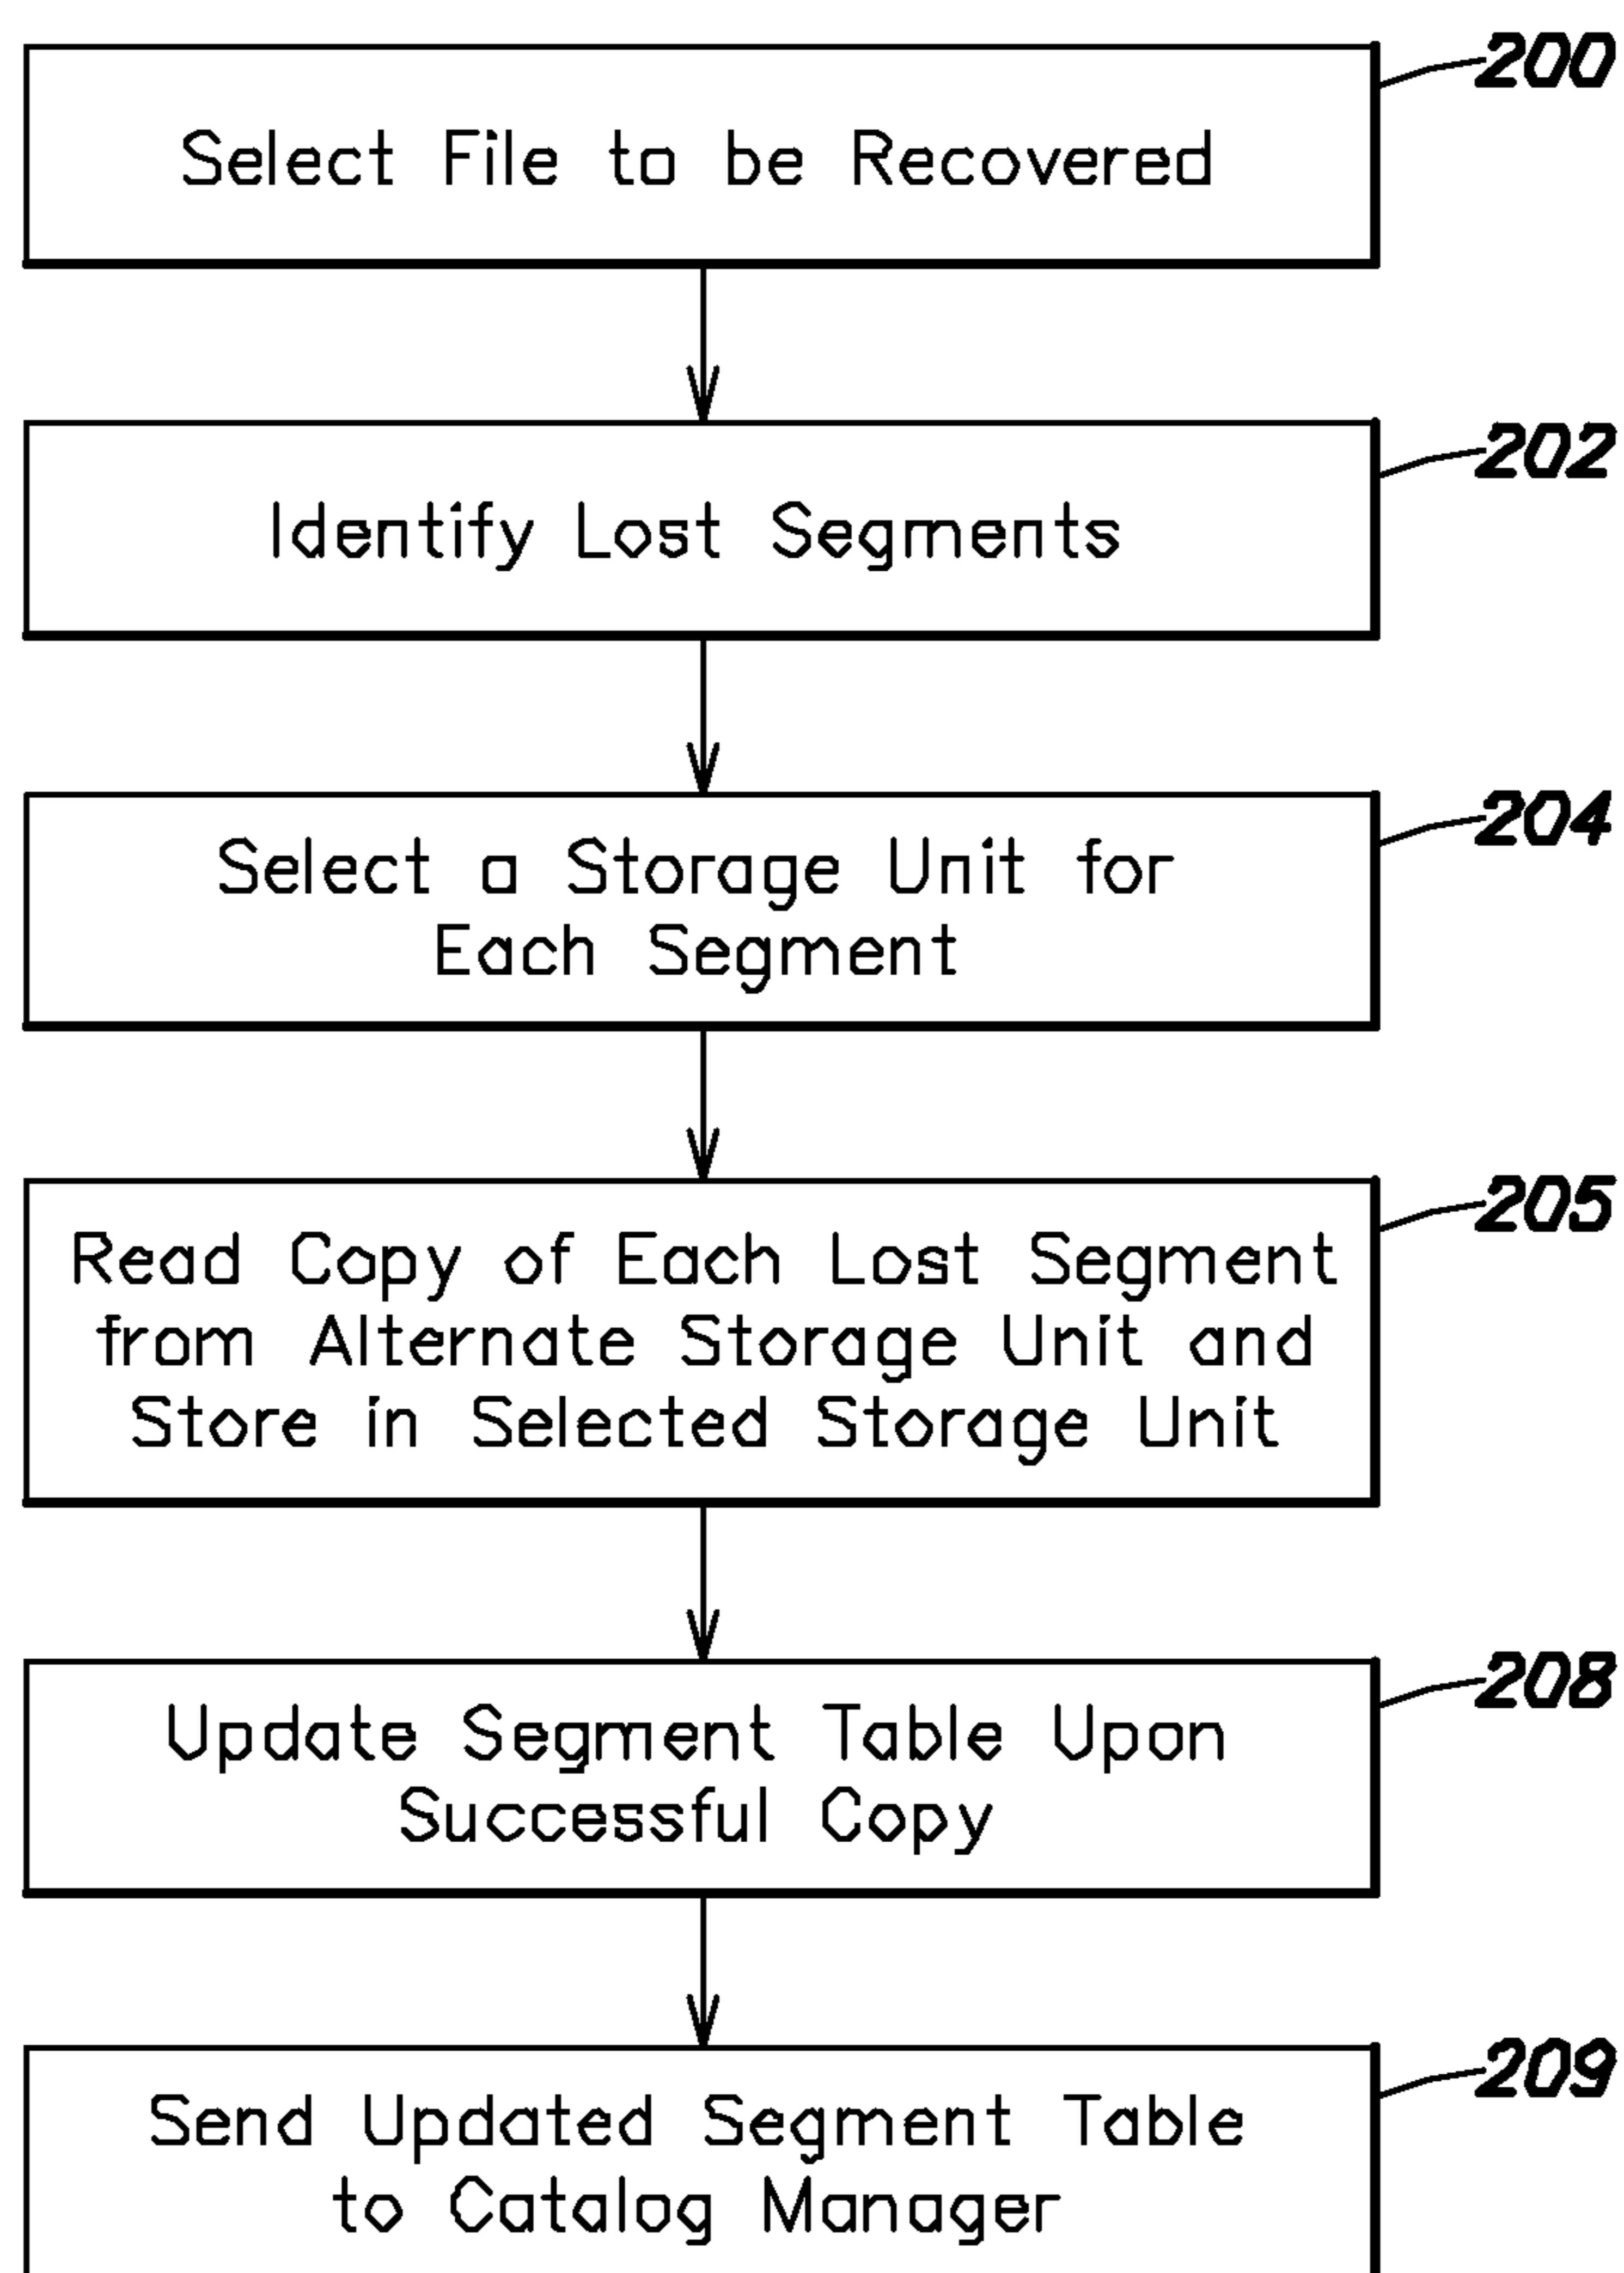 200
Select File to be Recovered
202
Identify Lost Segments
204
Select a Storage Unit for
Each Segment
205
Read Copy of Each Lost Segment
from Alternate Storage Unit and
Store in Selected Storage Unit
208
Update Segment Table Upon
Successful Copy
209
Send Updated Segment Table
to Catalog Manager